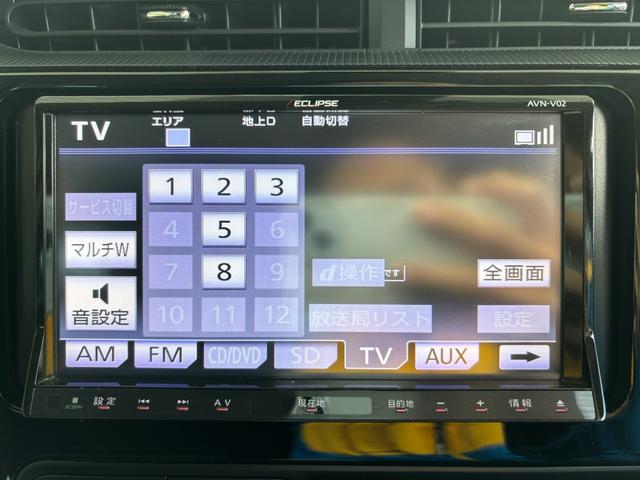 ECLIPSE AVN-V02
TV エリア 地上D 自動切替
サービス切替 1 2 3
マルチW 4 5 6
7 8 9 d操作 です 全画面
音設定 10 11 12 放送局リスト 設定
AM FM CD/DVD SD TV AUX
ESN 設定 AV 現在地 目的地 － ＋ 情報